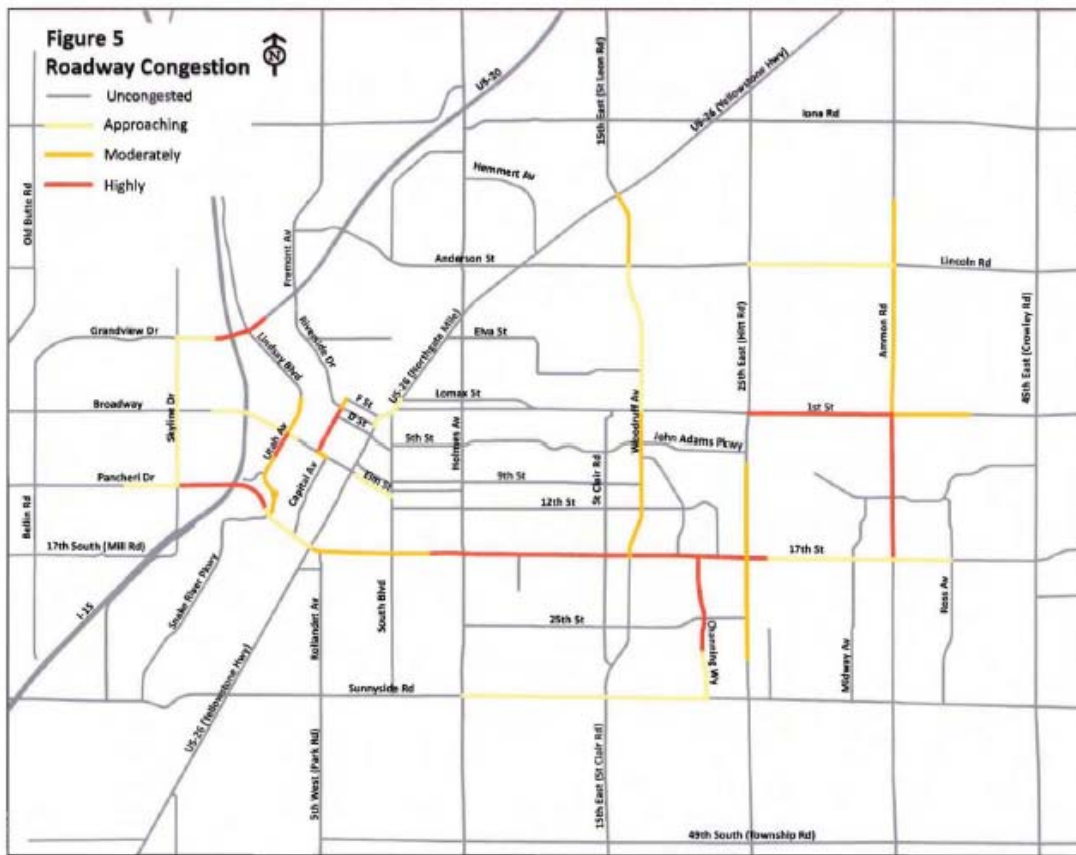 Figure 5
Roadway Congestion
N
Uncongested
Approaching
Moderately
Highly
US-20
15th East (St Leon Rd)
US-26 (Yellowstone Hwy)
Iona Rd
Old Butte Rd
Hemmert Av
Fremont Av
Anderson St
Lincoln Rd
Grandview Dr
Lindsay Blvd
Riverside Dr
US-26 (Northgate Mile)
Elva St
25th East (Hitt Rd)
Ammon Rd
45th East (Crowley Rd)
Broadway
Skyline Dr
F St
Lomax St
1st St
Utah Av
D St
5th St
Holmes Av
Woodruff Av
John Adams Pkwy
Pancheri Dr
Capital Av
Elm St
9th St
St Clair Rd
Bellin Rd
12th St
17th South (Mill Rd)
17th St
I-15
Snake River Pkwy
Rollandet Av
South Blvd
25th St
Channing WY
Midway Av
Ross Av
US-26 (Yellowstone Hwy)
Sunnyside Rd
5th West (Park Rd)
15th East (St Clair Rd)
49th South (Township Rd)